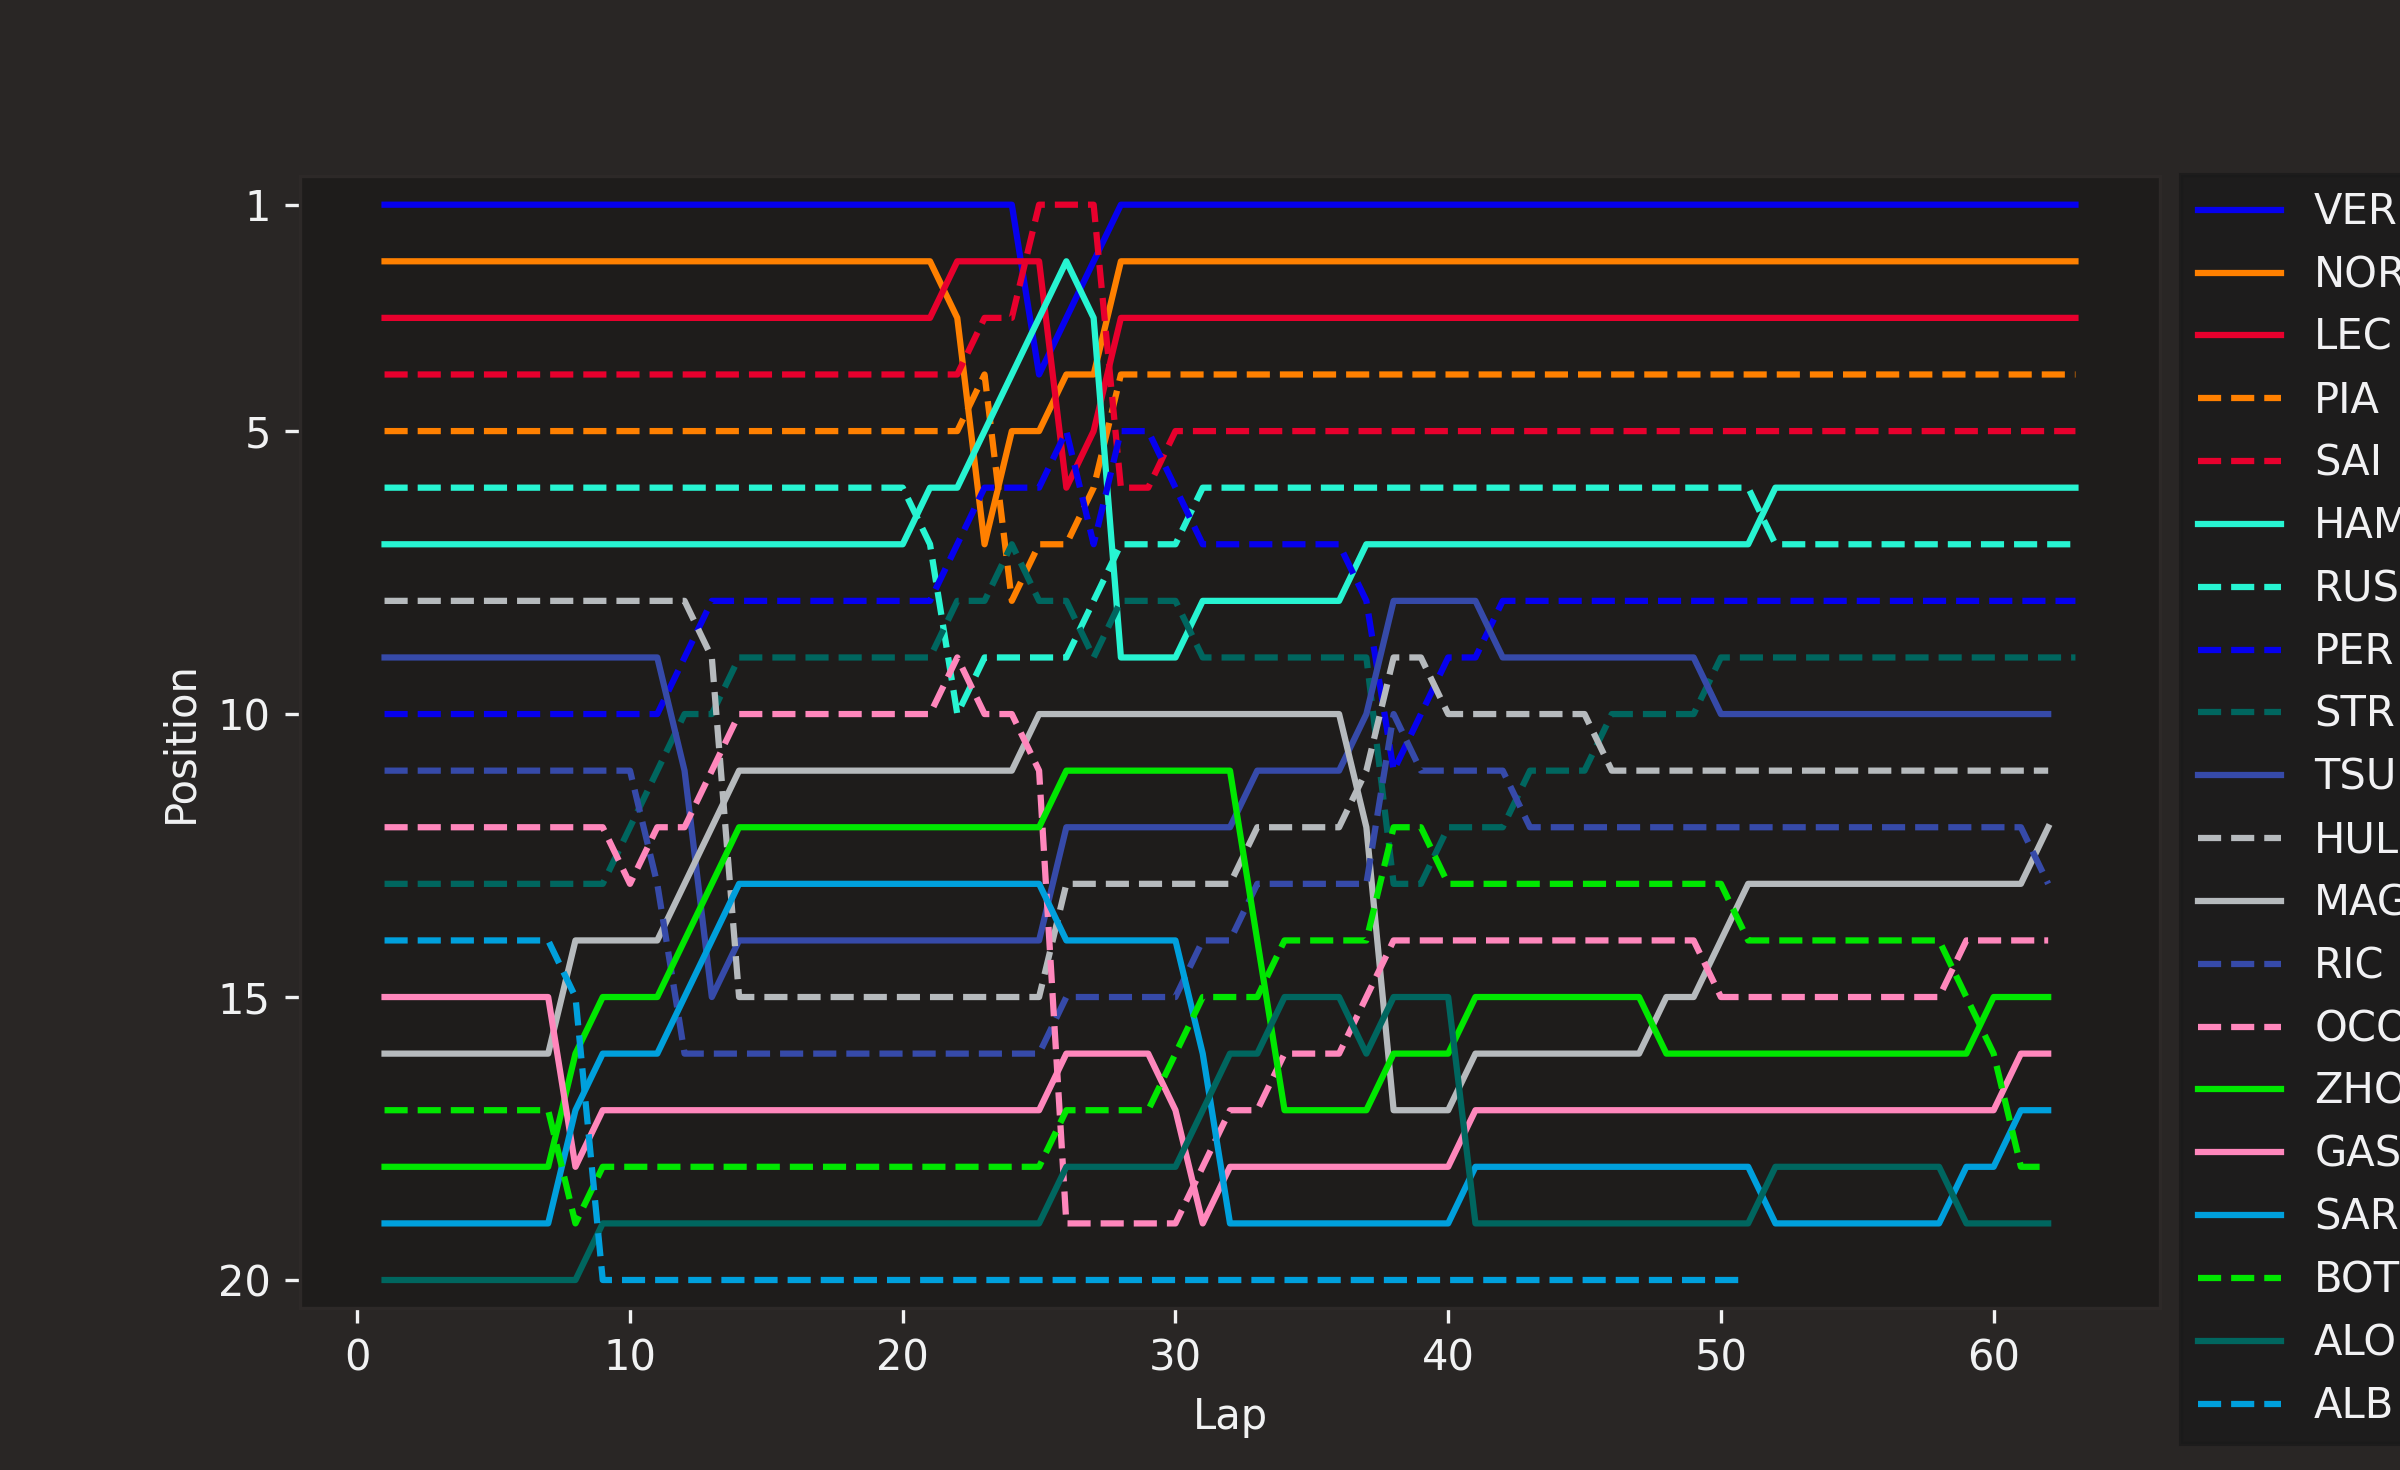 1
5
10
15
20
Position
0 10 20 30 40 50 60
Lap
VER
NOR
LEC
PIA
SAI
HAM
RUS
PER
STR
TSU
HUL
MAG
RIC
OCO
ZHO
GAS
SAR
BOT
ALO
ALB